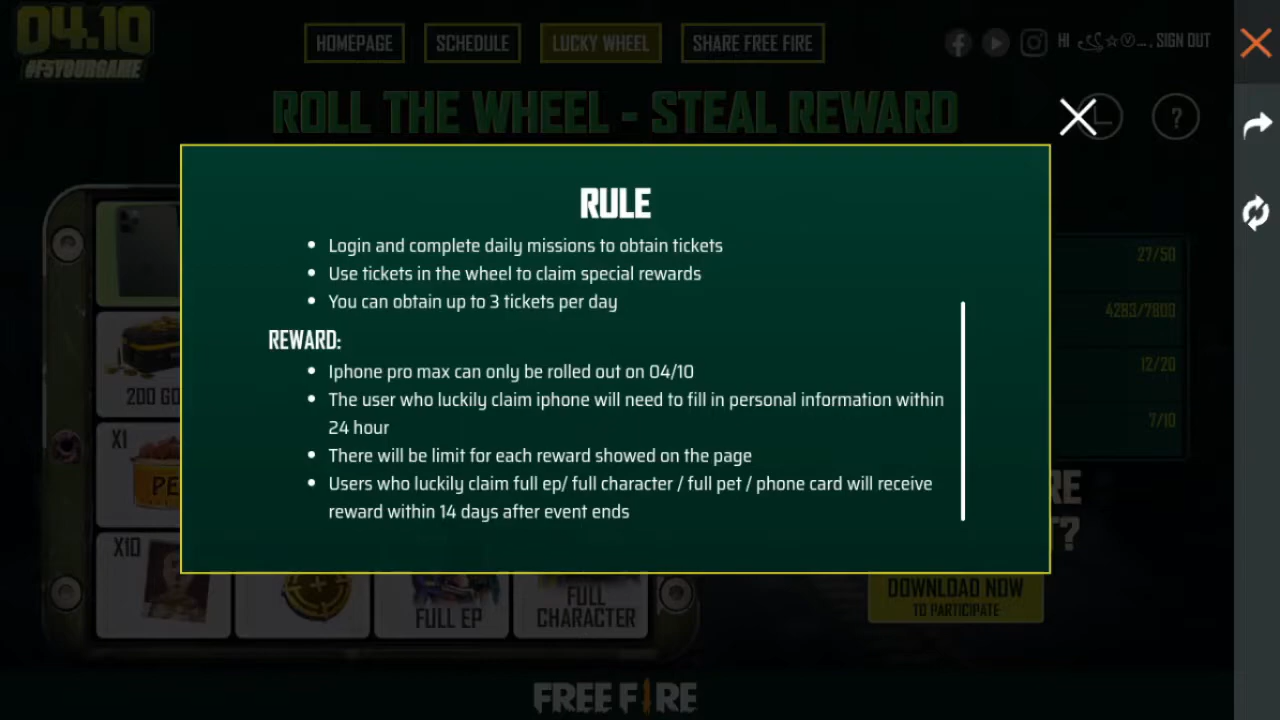 04.10
#F5YOURGAME
HOMEPAGE
SCHEDULE
LUCKY WHEEL
SHARE FREE FIRE
HI
SIGN OUT
ROLL THE WHEEL - STEAL REWARD
?
RULE
• Login and complete daily missions to obtain tickets
• Use tickets in the wheel to claim special rewards
• You can obtain up to 3 tickets per day
REWARD:
• Iphone pro max can only be rolled out on 04/10
• The user who luckily claim iphone will need to fill in personal information within
24 hour
• There will be limit for each reward showed on the page
• Users who luckily claim full ep/ full character / full pet / phone card will receive
reward within 14 days after event ends
27/50
4283/7800
12/20
7/10
200 GO
X1
PE
X10
FULL EP
FULL
CHARACTER
RE
T?
DOWNLOAD NOW
TO PARTICIPATE
FREE FIRE